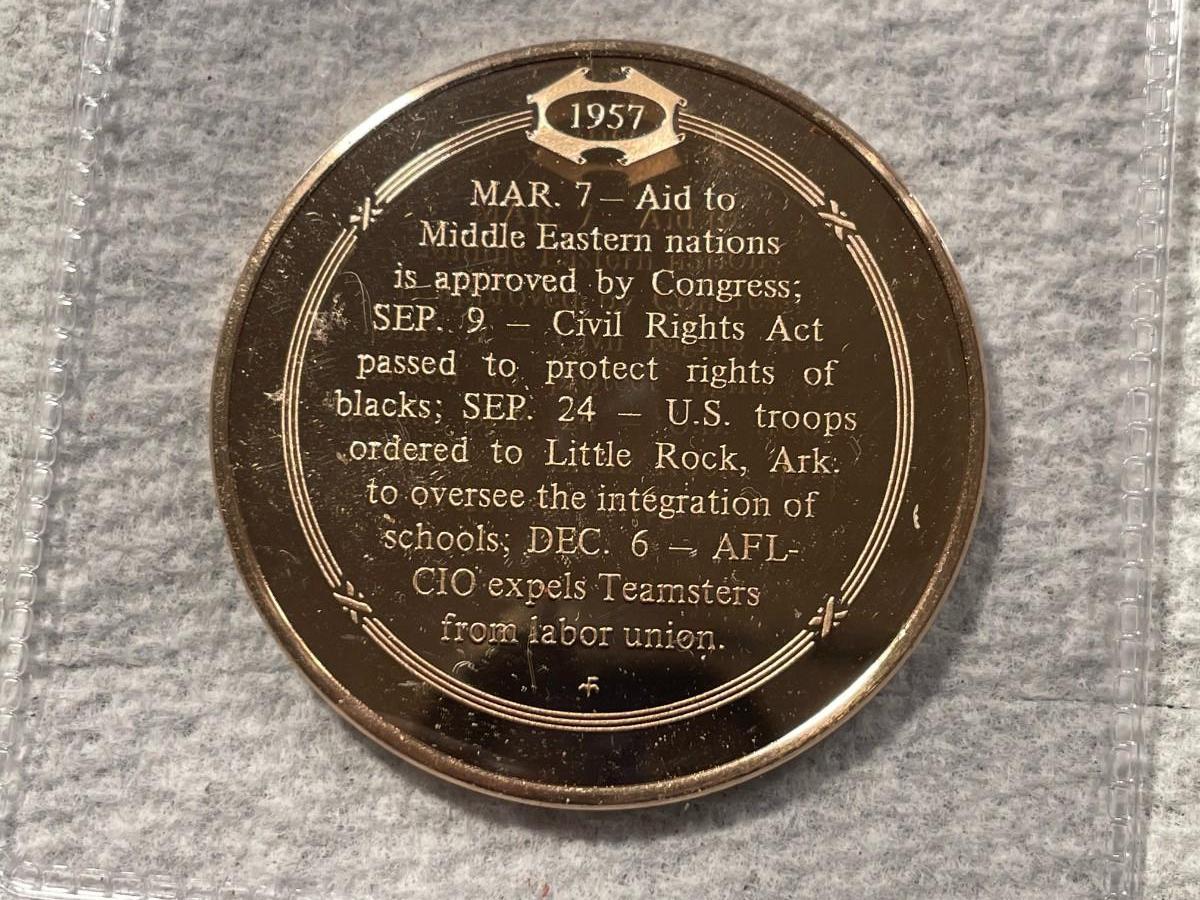 1957
MAR. 7 — Aid to
Middle Eastern nations
is approved by Congress;
SEP. 9 — Civil Rights Act
passed to protect rights of
blacks; SEP. 24 — U.S. troops
ordered to Little Rock, Ark.
to oversee the integration of
schools; DEC. 6 — AFL-
CIO expels Teamsters
from labor union.